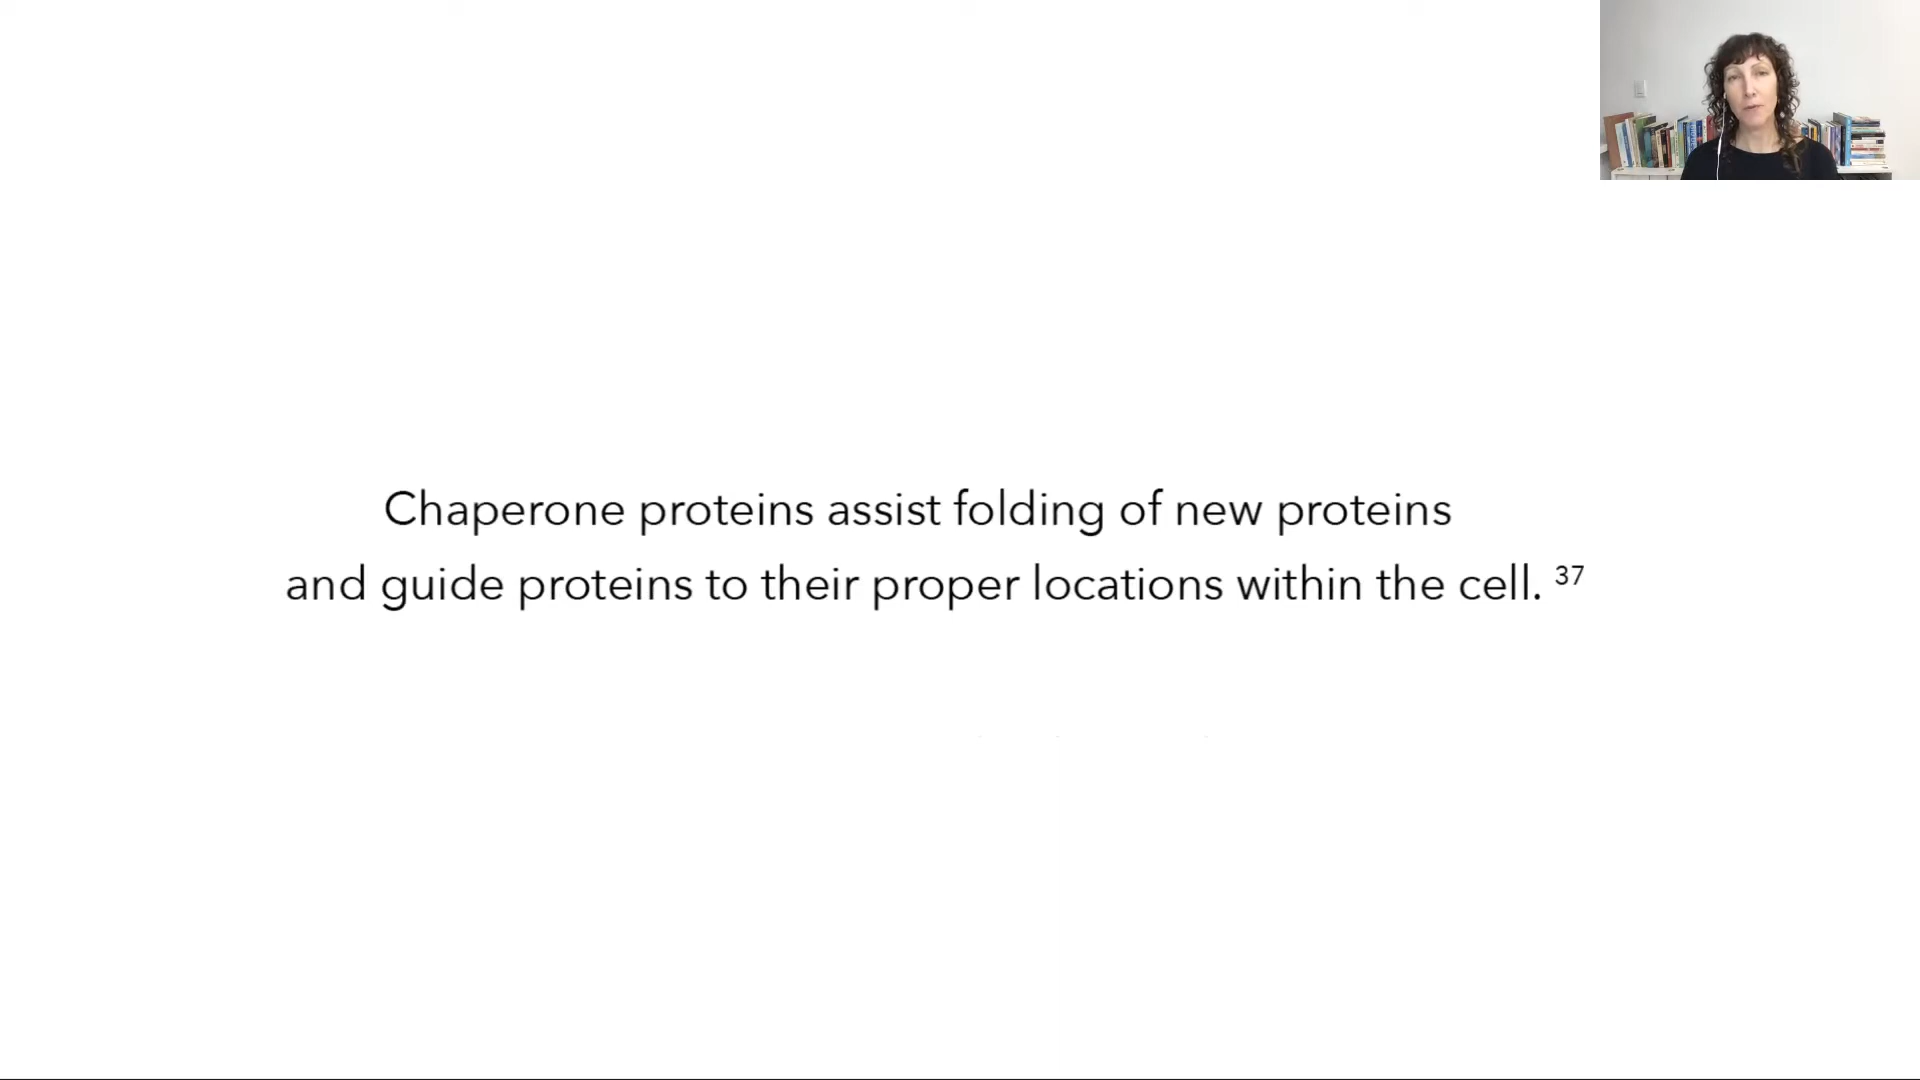 Chaperone proteins assist folding of new proteins
and guide proteins to their proper locations within the cell. ³⁷